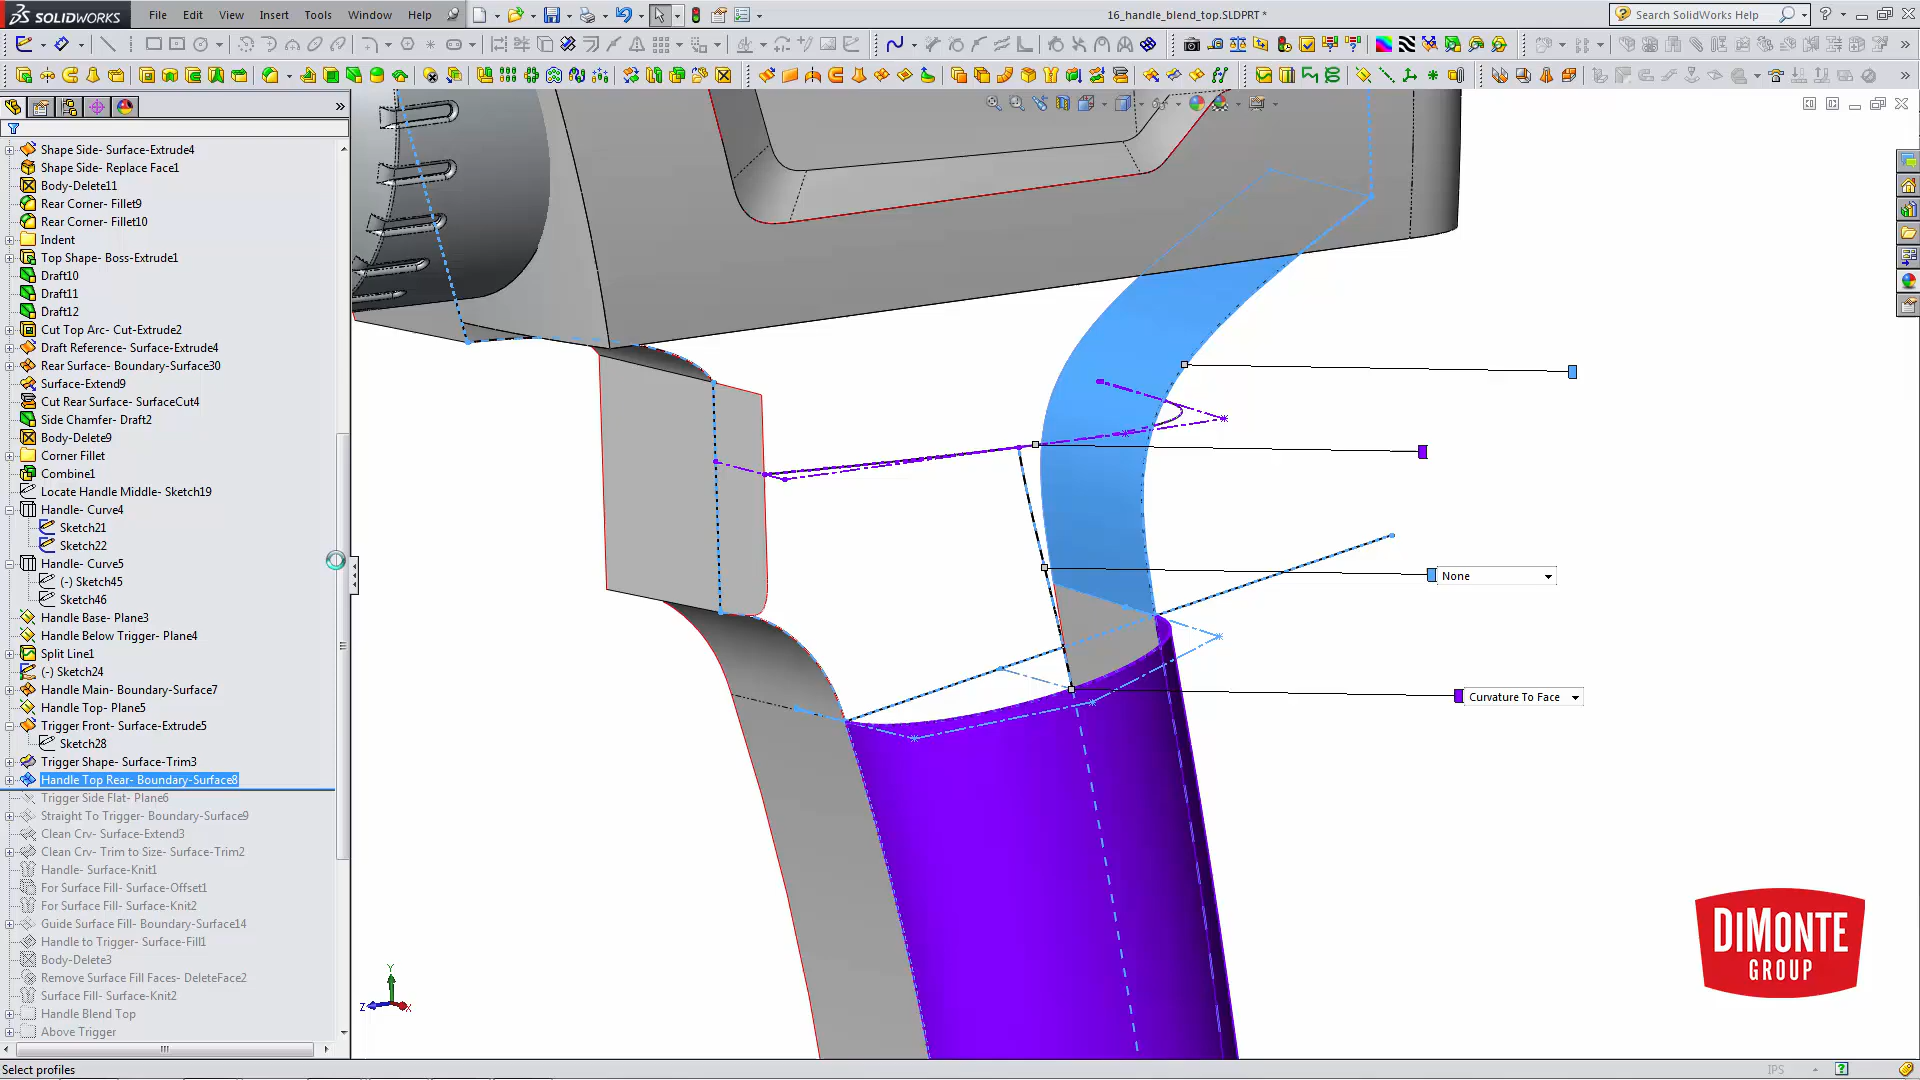 SOLIDWORKS File Edit View Insert Tools Window Help 16_handle_blend_top.SLDPRT * Search SolidWorks Help
Shape Side- Surface-Extrude4
Shape Side- Replace Face1
Body-Delete11
Rear Corner- Fillet9
Rear Corner- Fillet10
Indent
Top Shape- Boss-Extrude1
Draft10
Draft11
Draft12
Cut Top Arc- Cut-Extrude2
Draft Reference- Surface-Extrude4
Rear Surface- Boundary-Surface30
Surface-Extend9
Cut Rear Surface- SurfaceCut4
Side Chamfer- Draft2
Body-Delete9
Corner Fillet
Combine1
Locate Handle Middle- Sketch19
Handle- Curve4
Sketch21
Sketch22
Handle- Curve5
(-) Sketch45
Sketch46
Handle Base- Plane3
Handle Below Trigger- Plane4
Split Line1
(-) Sketch24
Handle Main- Boundary-Surface7
Handle Top- Plane5
Trigger Front- Surface-Extrude5
Sketch28
Trigger Shape- Surface-Trim3
Handle Top Rear- Boundary-Surface8
Trigger Side Flat- Plane6
Straight To Trigger- Boundary-Surface9
Clean Crv- Surface-Extend3
Clean Crv- Trim to Size- Surface-Trim2
Handle- Surface-Knit1
For Surface Fill- Surface-Offset1
For Surface Fill- Surface-Knit2
Guide Surface Fill- Boundary-Surface14
Handle to Trigger- Surface-Fill1
Body-Delete3
Remove Surface Fill Faces- DeleteFace2
Surface Fill- Surface-Knit2
Handle Blend Top
Above Trigger
None
Curvature To Face
Y
Z
X
DIMONTE
GROUP
Select profiles
IPS